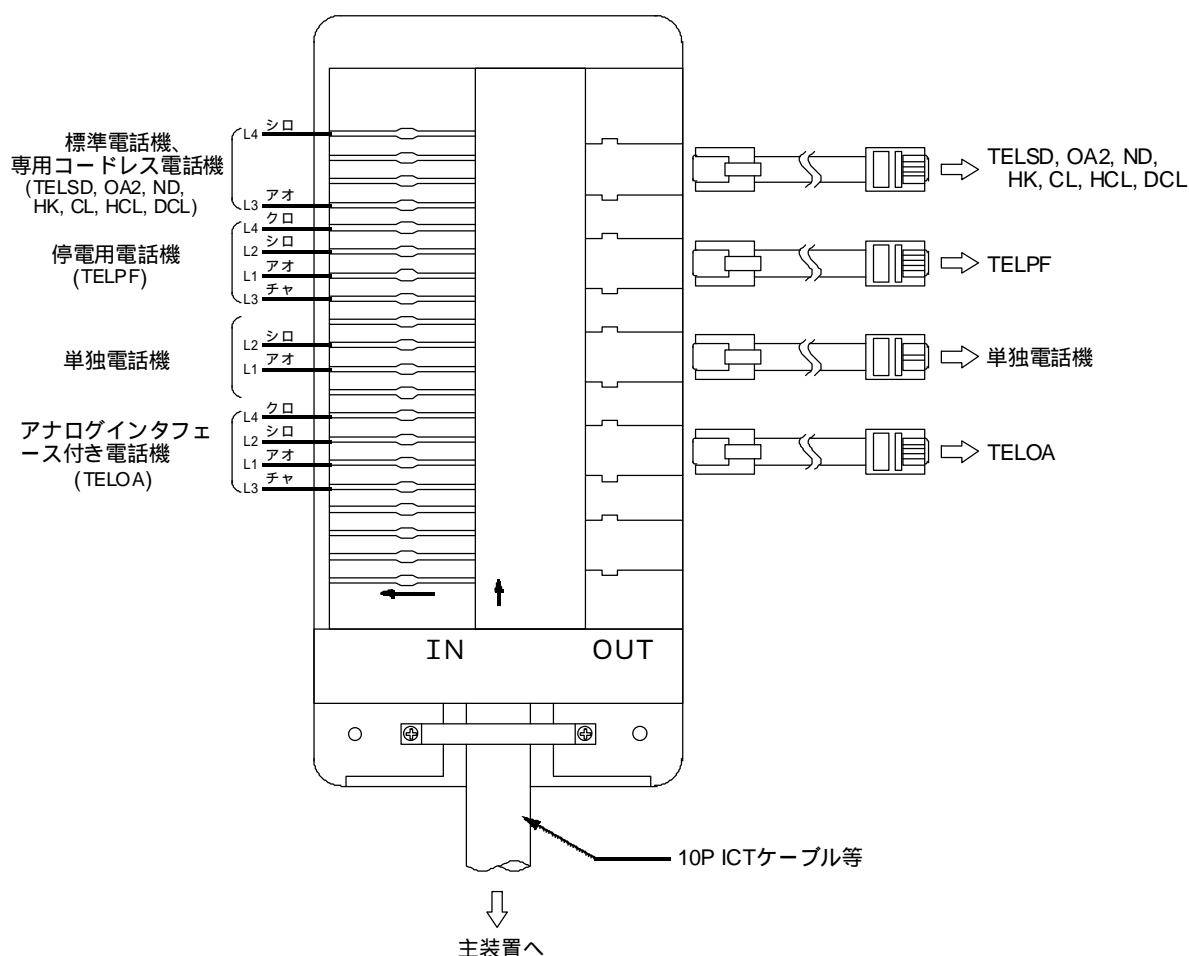 標準電話機、
専用コードレス電話機
(TELSD, OA2, ND,
HK, CL, HCL, DCL)
L4 シロ
L3 アオ
TELSD, OA2, ND,
HK, CL, HCL, DCL
停電用電話機
(TELPF)
L4 クロ
L2 シロ
L1 アオ
L3 チャ
TELPF
単独電話機
L2 シロ
L1 アオ
単独電話機
アナログインタフェ
ース付き電話機
(TELOA)
L4 クロ
L2 シロ
L1 アオ
L3 チャ
TELOA
IN
OUT
10P ICTケーブル等
主装置へ